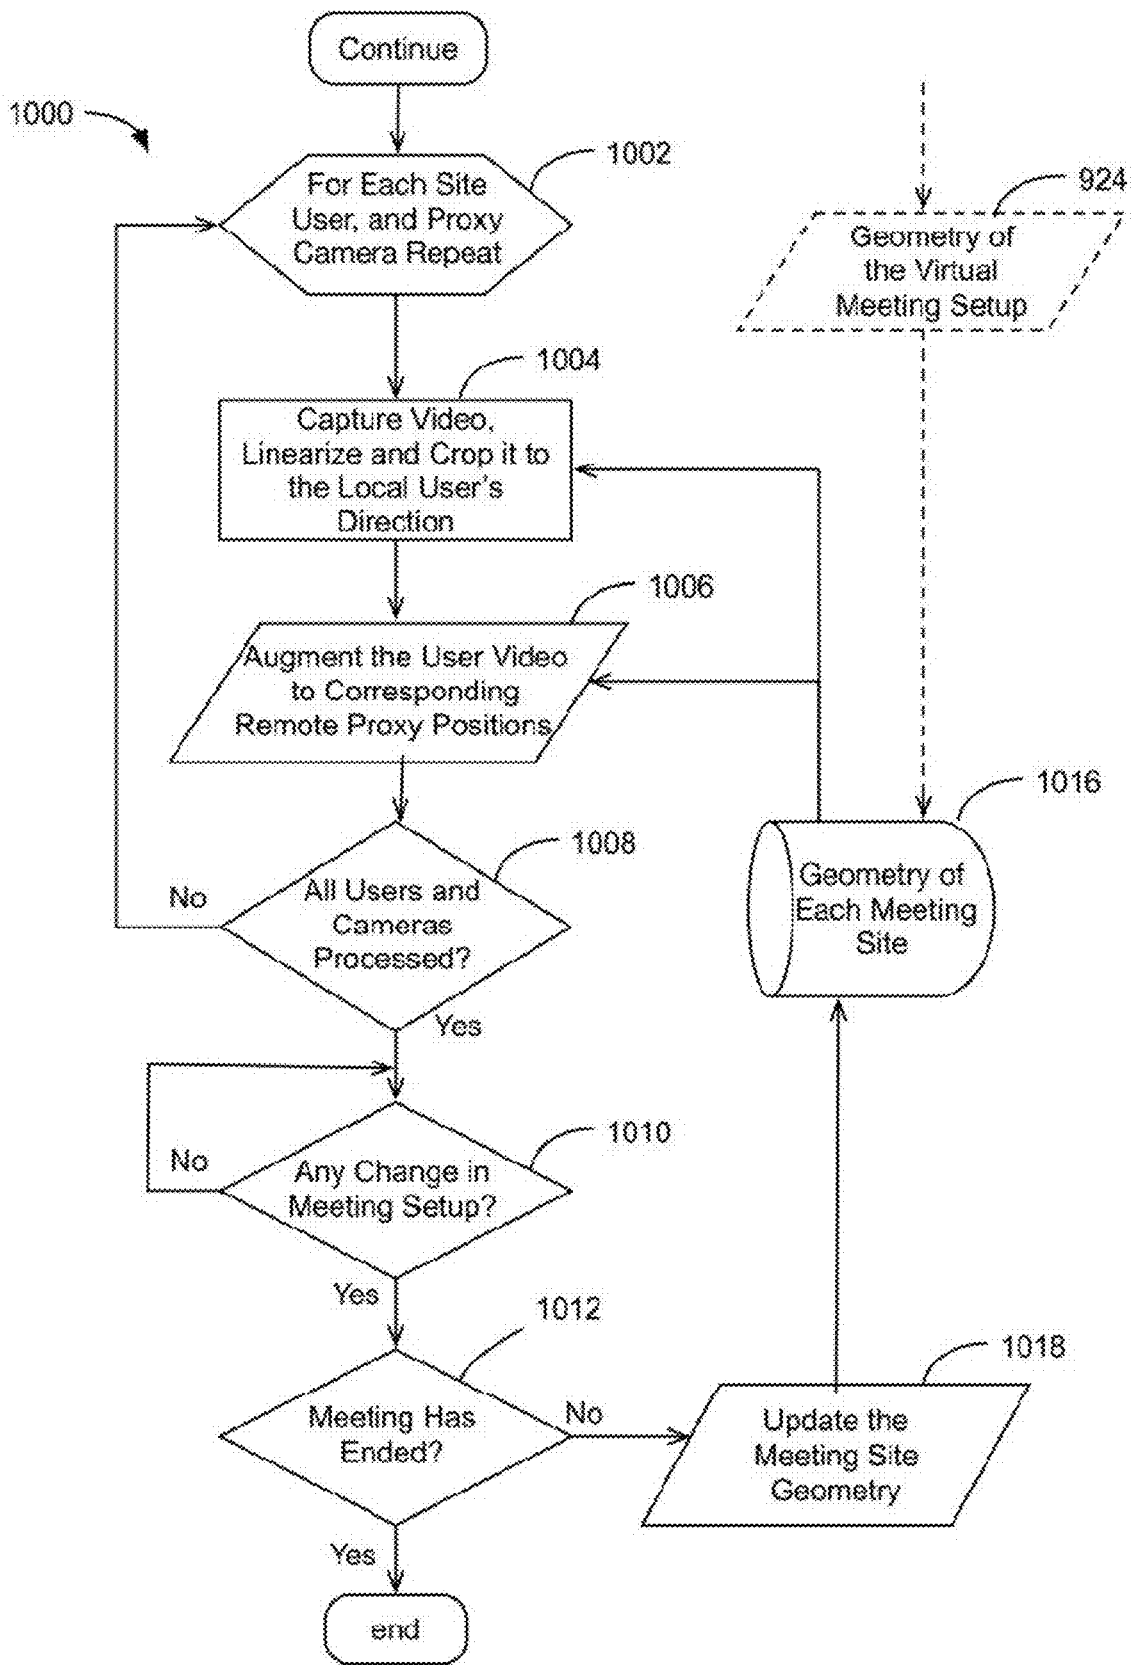 Continue
1000
1002
For Each Site
User, and Proxy
Camera Repeat
924
Geometry of
the Virtual
Meeting Setup
1004
Capture Video,
Linearize and Crop it to
the Local User's
Direction
1006
Augment the User Video
to Corresponding
Remote Proxy Positions
1016
Geometry of
Each Meeting
Site
1008
No
All Users and
Cameras
Processed?
Yes
1010
No
Any Change in
Meeting Setup?
Yes
1012
Meeting Has
Ended?
No
1018
Update the
Meeting Site
Geometry
Yes
end